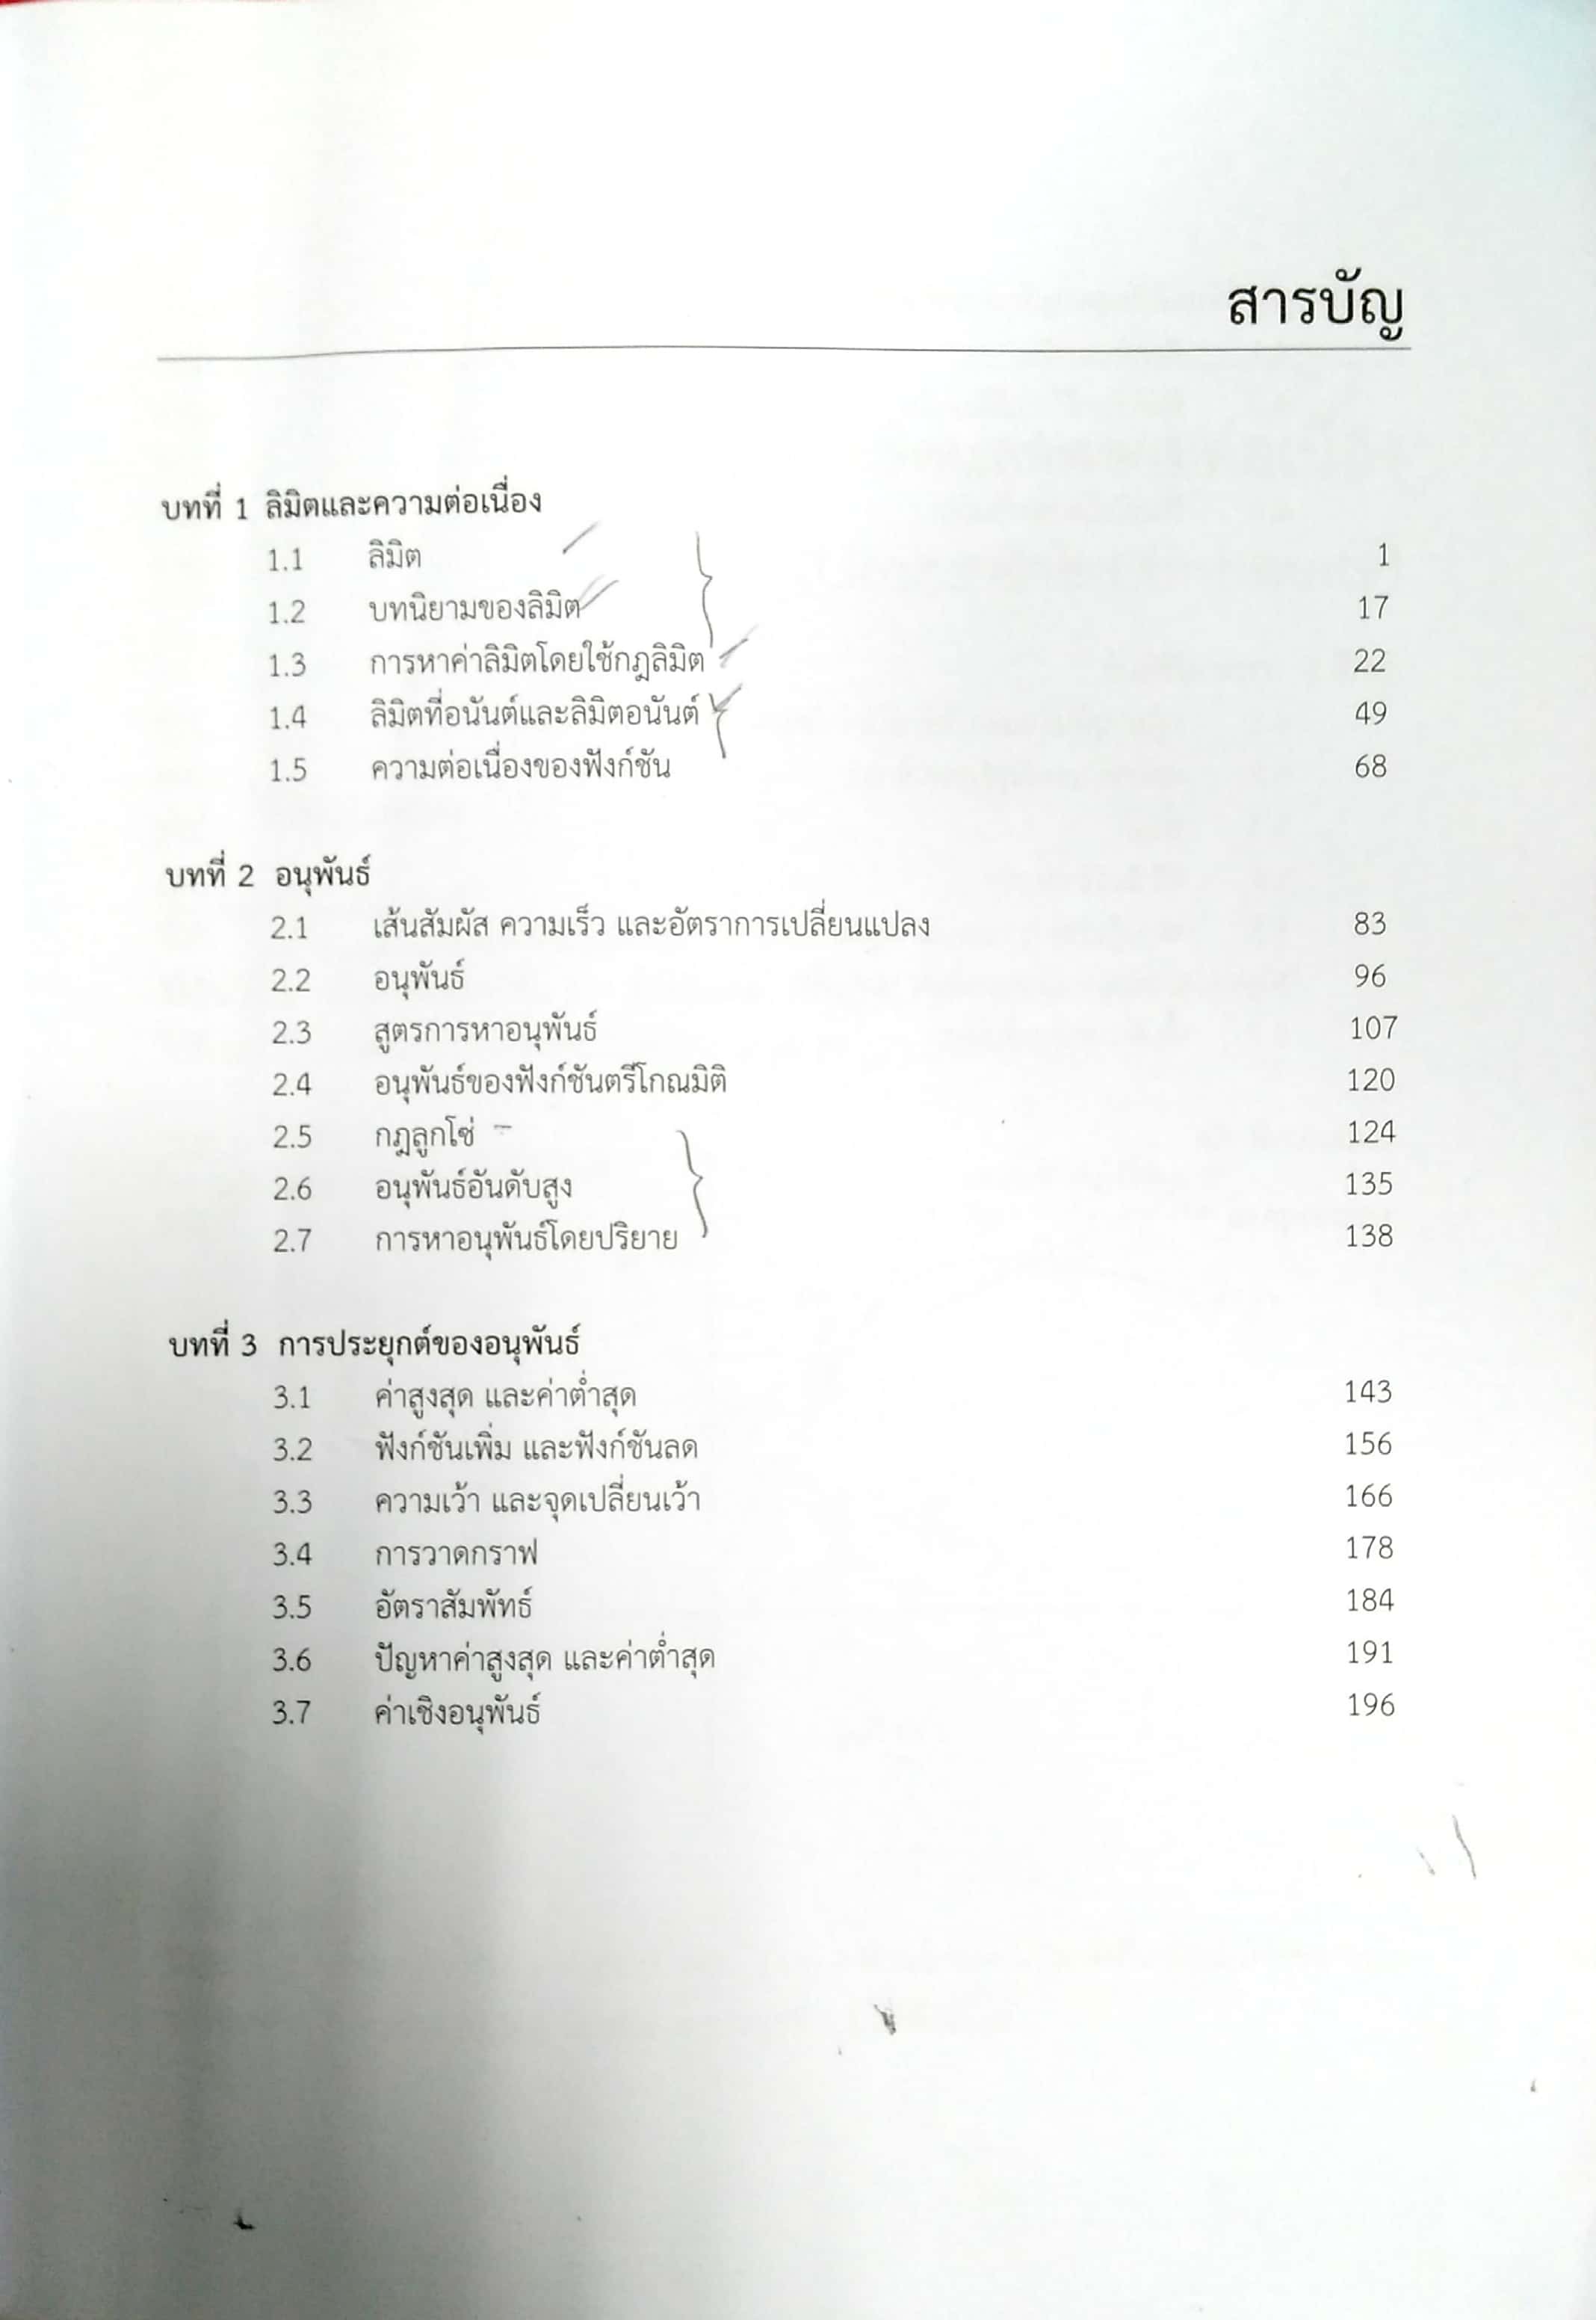 สารบัญ
บทที่ 1 ลิมิตและความต่อเนื่อง
1.1 ลิมิต 1
1.2 บทนิยามของลิมิต 17
1.3 การหาค่าลิมิตโดยใช้กฎลิมิต 22
1.4 ลิมิตที่อนันต์และลิมิตอนันต์ 49
1.5 ความต่อเนื่องของฟังก์ชัน 68
บทที่ 2 อนุพันธ์
2.1 เส้นสัมผัส ความเร็ว และอัตราการเปลี่ยนแปลง 83
2.2 อนุพันธ์ 96
2.3 สูตรการหาอนุพันธ์ 107
2.4 อนุพันธ์ของฟังก์ชันตรีโกณมิติ 120
2.5 กฎลูกโซ่ 124
2.6 อนุพันธ์อันดับสูง 135
2.7 การหาอนุพันธ์โดยปริยาย 138
บทที่ 3 การประยุกต์ของอนุพันธ์
3.1 ค่าสูงสุด และค่าต่ำสุด 143
3.2 ฟังก์ชันเพิ่ม และฟังก์ชันลด 156
3.3 ความเว้า และจุดเปลี่ยนเว้า 166
3.4 การวาดกราฟ 178
3.5 อัตราสัมพัทธ์ 184
3.6 ปัญหาค่าสูงสุด และค่าต่ำสุด 191
3.7 ค่าเชิงอนุพันธ์ 196